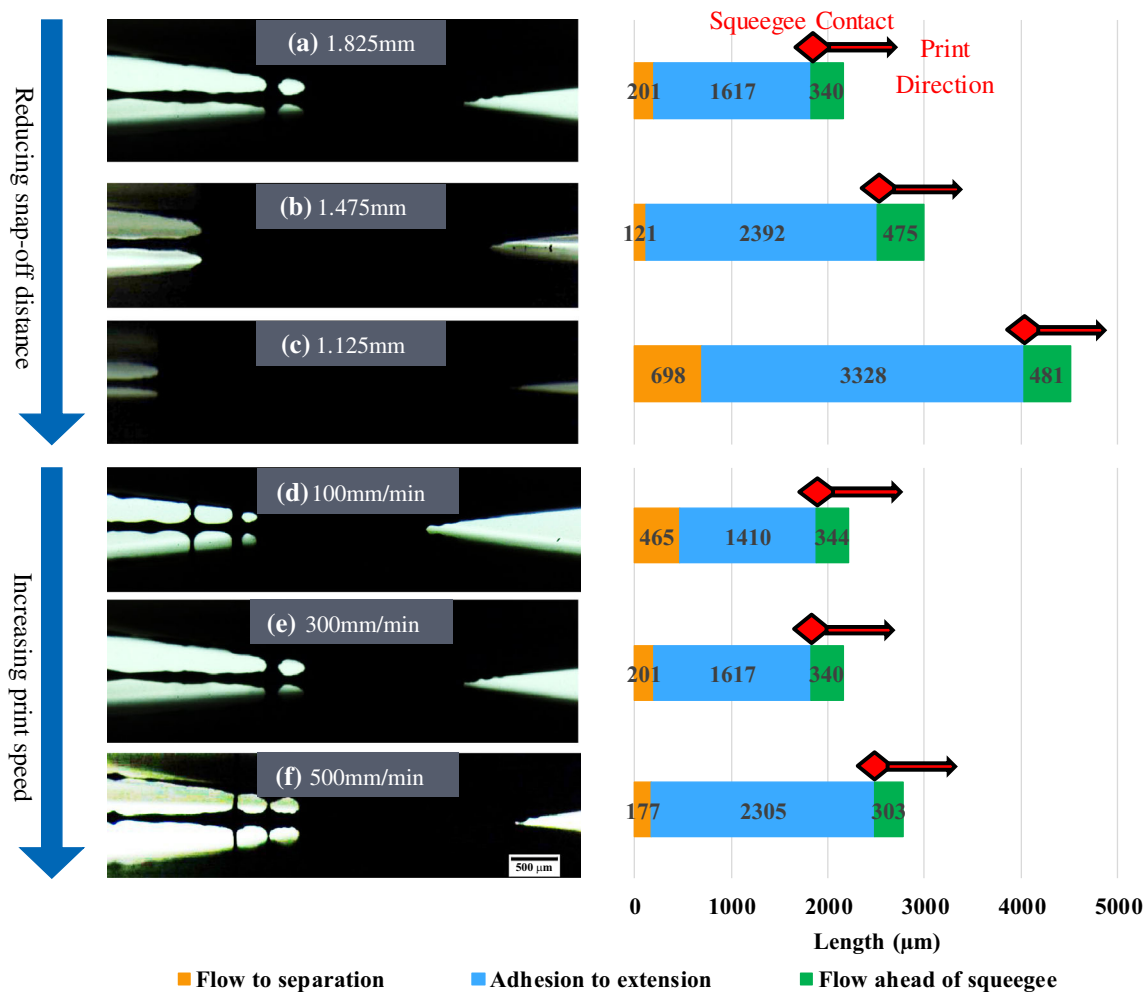 Reducing snap-off distance
(a) 1.825mm
(b) 1.475mm
(c) 1.125mm
Squeegee Contact
Print
Direction
201 1617 340
121 2392 475
698 3328 481
Increasing print speed
(d) 100mm/min
(e) 300mm/min
(f) 500mm/min
500 µm
465 1410 344
201 1617 340
177 2305 303
0 1000 2000 3000 4000 5000
Length (µm)
Flow to separation Adhesion to extension Flow ahead of squeegee